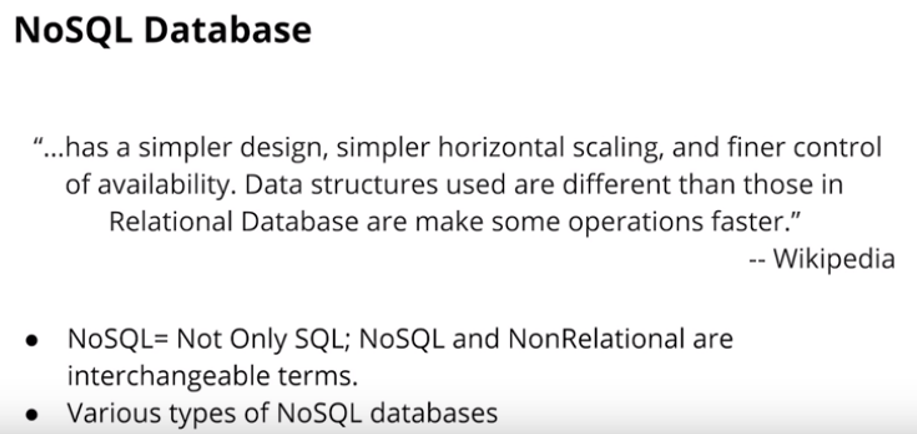 NoSQL Database
“...has a simpler design, simpler horizontal scaling, and finer control
of availability. Data structures used are different than those in
Relational Database are make some operations faster.”
-- Wikipedia
● NoSQL= Not Only SQL; NoSQL and NonRelational are
interchangeable terms.
● Various types of NoSQL databases